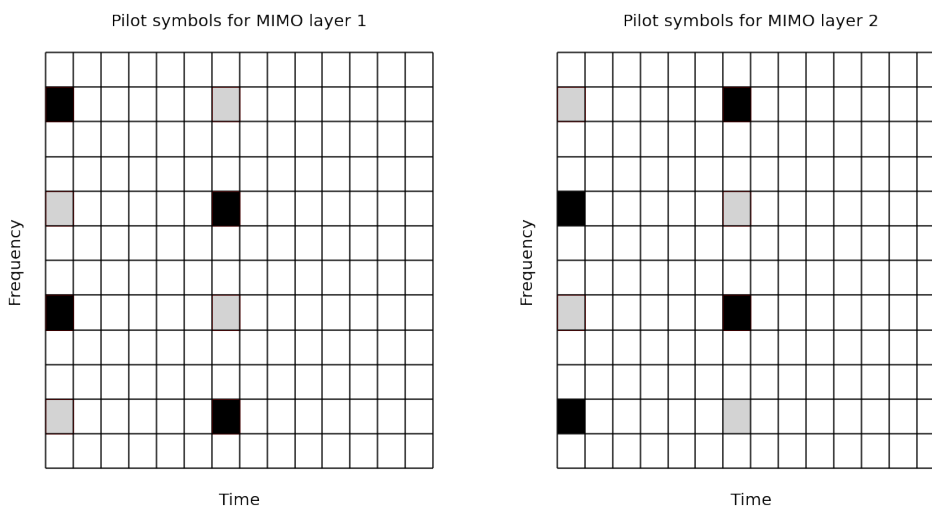 Pilot symbols for MIMO layer 1
Pilot symbols for MIMO layer 2
Frequency
Frequency
Time
Time